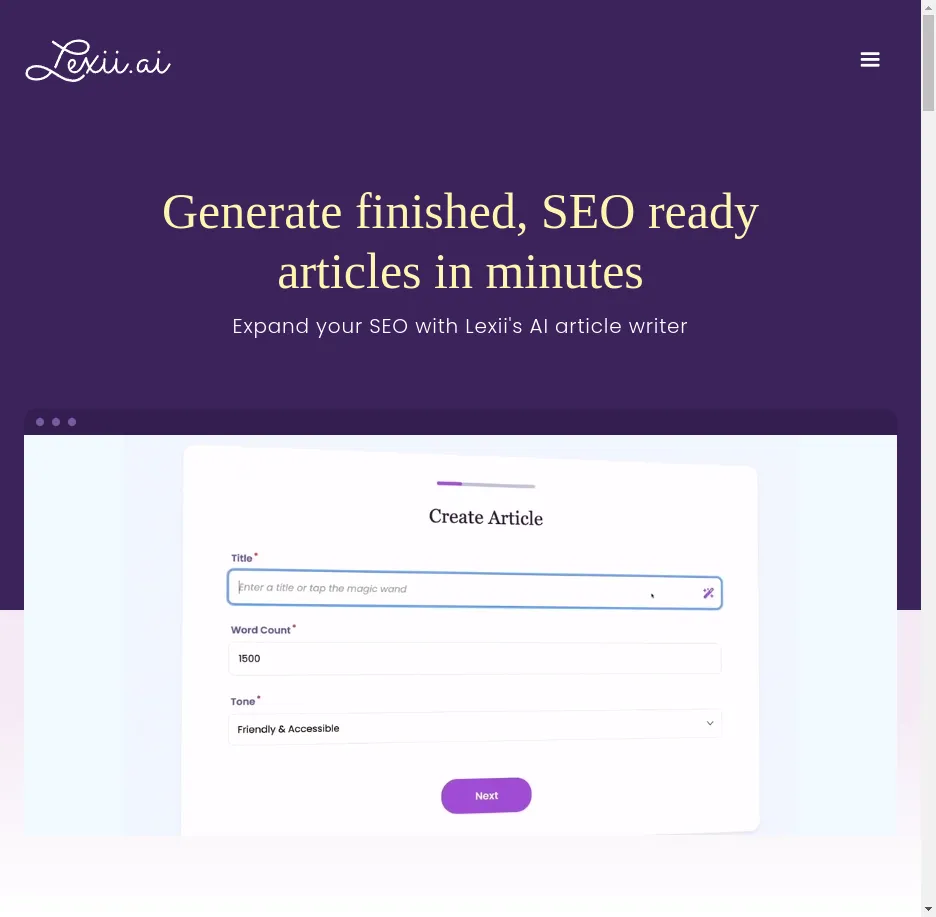 Lexii.ai
Generate finished, SEO ready
articles in minutes
Expand your SEO with Lexii's AI article writer
Create Article
Title*
Enter a title or tap the magic wand
Word Count*
1500
Tone*
Friendly & Accessible
Next